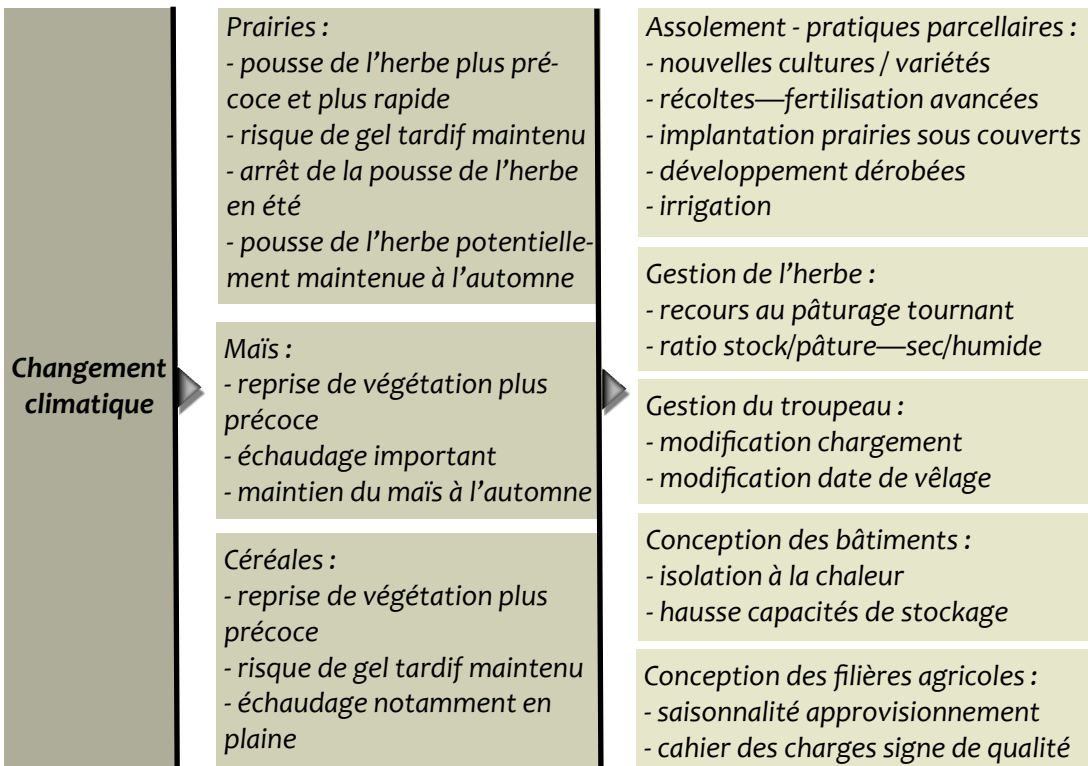 Changement
climatique
Prairies :
- pousse de l’herbe plus pré-
coce et plus rapide
- risque de gel tardif maintenu
- arrêt de la pousse de l’herbe
en été
- pousse de l’herbe potentielle-
ment maintenue à l’automne
Maïs :
- reprise de végétation plus
précoce
- échaudage important
- maintien du maïs à l’automne
Céréales :
- reprise de végétation plus
précoce
- risque de gel tardif maintenu
- échaudage notamment en
plaine
Assolement - pratiques parcellaires :
- nouvelles cultures / variétés
- récoltes—fertilisation avancées
- implantation prairies sous couverts
- développement dérobées
- irrigation
Gestion de l’herbe :
- recours au pâturage tournant
- ratio stock/pâture—sec/humide
Gestion du troupeau :
- modification chargement
- modification date de vêlage
Conception des bâtiments :
- isolation à la chaleur
- hausse capacités de stockage
Conception des filières agricoles :
- saisonnalité approvisionnement
- cahier des charges signe de qualité